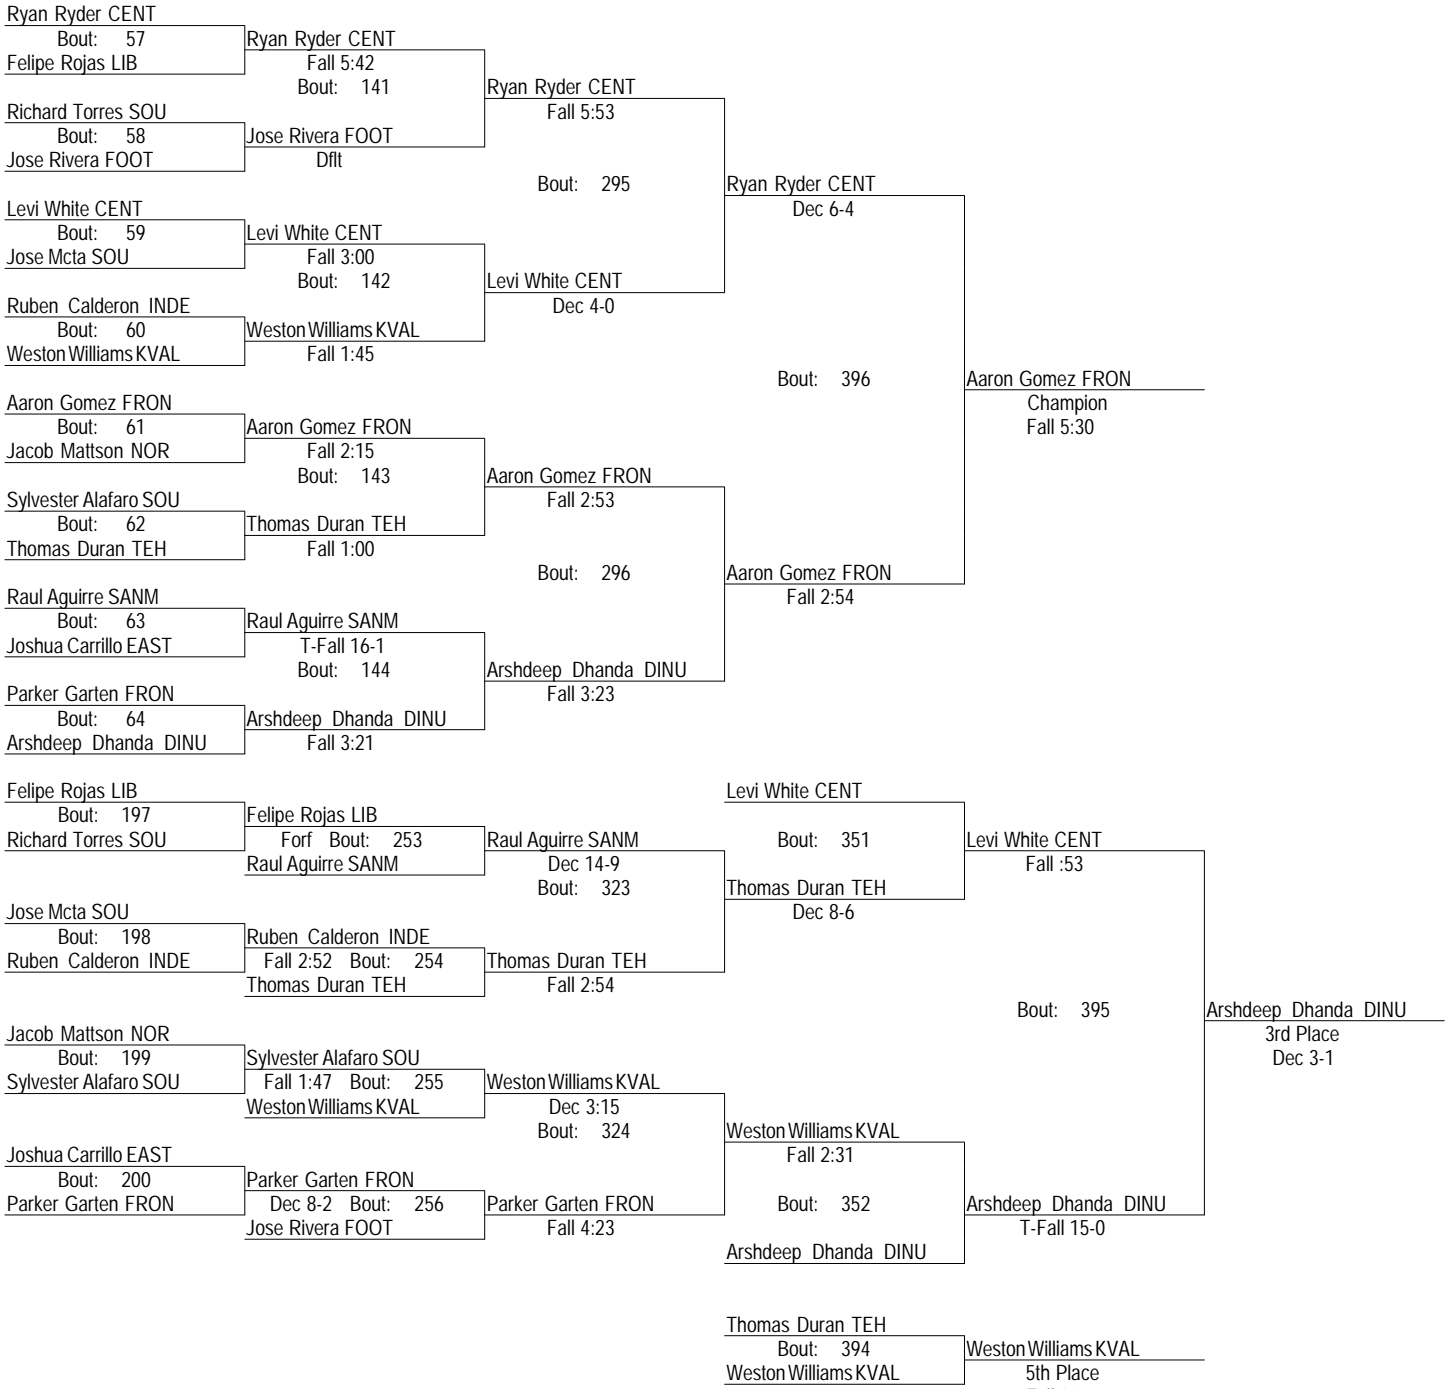 Ryan Ryder CENT
Bout: 57
Felipe Rojas LIB
Richard Torres SOU
Bout: 58
Jose Rivera FOOT
Levi White CENT
Bout: 59
Jose Mcta SOU
Ruben Calderon INDE
Bout: 60
Weston Williams KVAL
Aaron Gomez FRON
Bout: 61
Jacob Mattson NOR
Sylvester Alafaro SOU
Bout: 62
Thomas Duran TEH
Raul Aguirre SANM
Bout: 63
Joshua Carrillo EAST
Parker Garten FRON
Bout: 64
Arshdeep Dhanda DINU
Ryan Ryder CENT
Fall 5:42
Bout: 141
Jose Rivera FOOT
Dflt
Levi White CENT
Fall 3:00
Bout: 142
Weston Williams KVAL
Fall 1:45
Aaron Gomez FRON
Fall 2:15
Bout: 143
Thomas Duran TEH
Fall 1:00
Raul Aguirre SANM
T-Fall 16-1
Bout: 144
Arshdeep Dhanda DINU
Fall 3:21
Ryan Ryder CENT
Fall 5:53
Bout: 295
Levi White CENT
Dec 4-0
Aaron Gomez FRON
Fall 2:53
Bout: 296
Arshdeep Dhanda DINU
Fall 3:23
Ryan Ryder CENT
Dec 6-4
Bout: 396
Aaron Gomez FRON
Fall 2:54
Aaron Gomez FRON
Champion
Fall 5:30
Felipe Rojas LIB
Bout: 197
Richard Torres SOU
Jose Mcta SOU
Bout: 198
Ruben Calderon INDE
Jacob Mattson NOR
Bout: 199
Sylvester Alafaro SOU
Joshua Carrillo EAST
Bout: 200
Parker Garten FRON
Felipe Rojas LIB
Forf Bout: 253
Raul Aguirre SANM
Ruben Calderon INDE
Fall 2:52 Bout: 254
Thomas Duran TEH
Sylvester Alafaro SOU
Fall 1:47 Bout: 255
Weston Williams KVAL
Parker Garten FRON
Dec 8-2 Bout: 256
Jose Rivera FOOT
Raul Aguirre SANM
Dec 14-9
Bout: 323
Thomas Duran TEH
Fall 2:54
Weston Williams KVAL
Dec 3:15
Bout: 324
Parker Garten FRON
Fall 4:23
Levi White CENT
Bout: 351
Thomas Duran TEH
Dec 8-6
Weston Williams KVAL
Fall 2:31
Bout: 352
Arshdeep Dhanda DINU
Levi White CENT
Fall :53
Bout: 395
Arshdeep Dhanda DINU
T-Fall 15-0
Arshdeep Dhanda DINU
3rd Place
Dec 3-1
Thomas Duran TEH
Bout: 394
Weston Williams KVAL
Weston Williams KVAL
5th Place